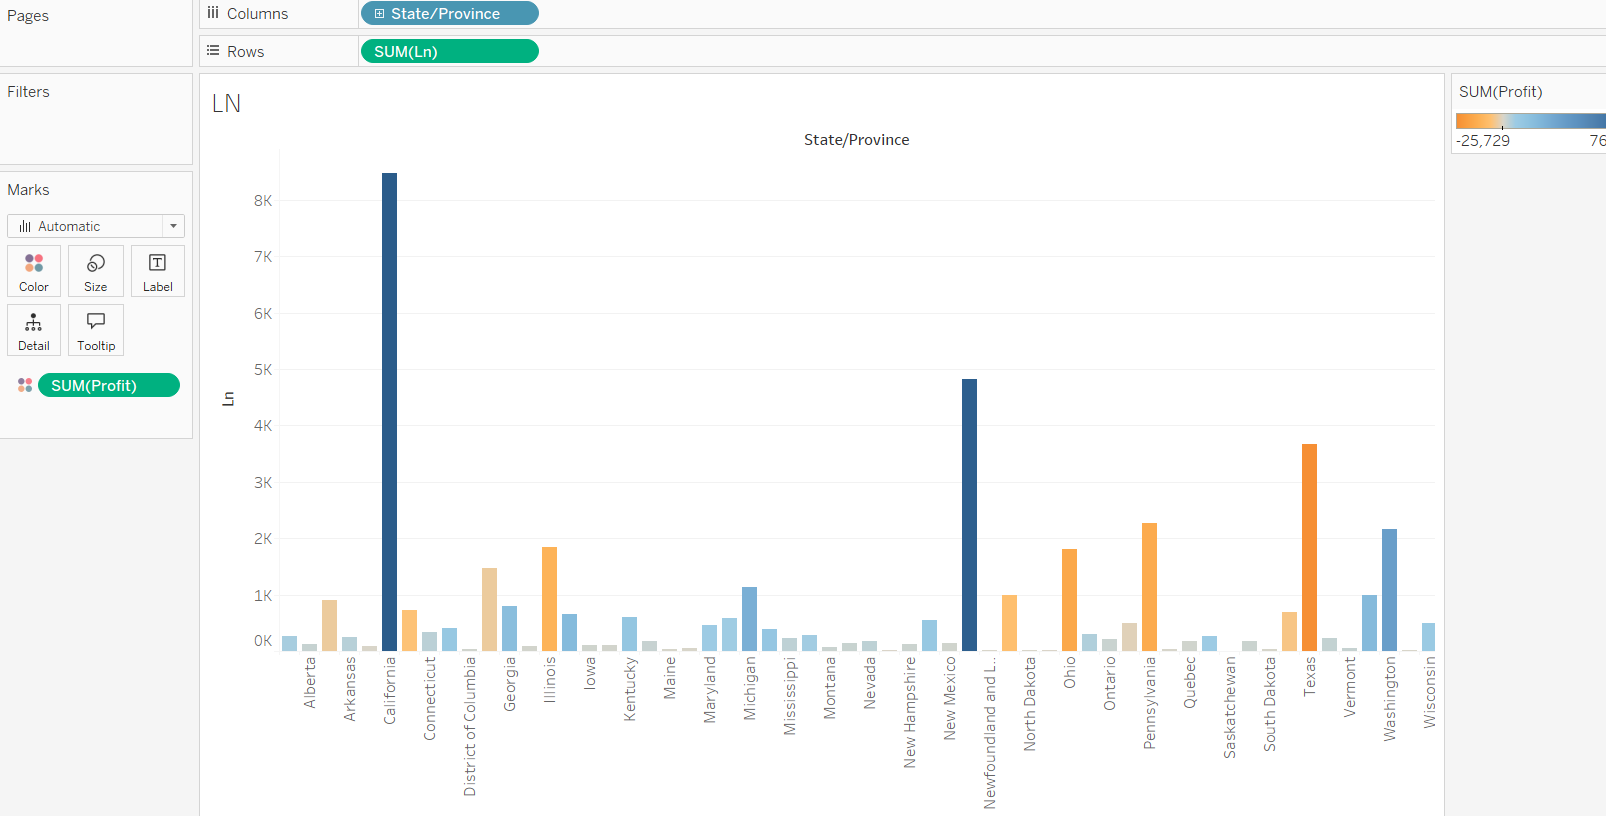 Pages
Columns
State/Province
Rows
SUM(Ln)
Filters
LN
SUM(Profit)
-25,729
76
State/Province
Marks
Automatic
Color
Size
Label
Detail
Tooltip
SUM(Profit)
Ln
8K
7K
6K
5K
4K
3K
2K
1K
0K
Alberta
Arkansas
California
Connecticut
District of Columbia
Georgia
Illinois
Iowa
Kentucky
Maine
Maryland
Michigan
Mississippi
Montana
Nevada
New Hampshire
New Mexico
Newfoundland and L..
North Dakota
Ohio
Ontario
Pennsylvania
Quebec
Saskatchewan
South Dakota
Texas
Vermont
Washington
Wisconsin